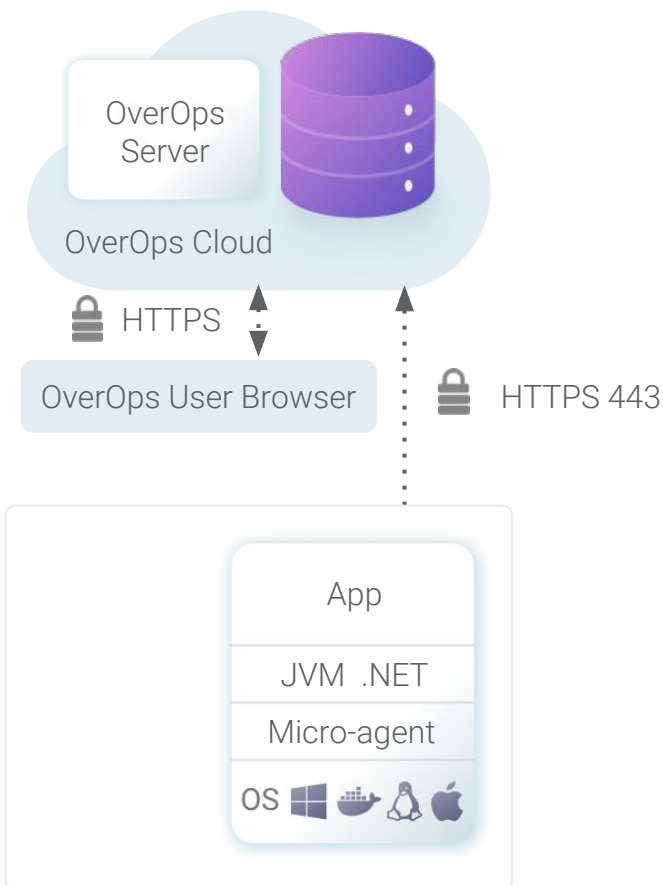 OverOps
Server
OverOps Cloud
HTTPS
OverOps User Browser
HTTPS 443
App
JVM .NET
Micro-agent
OS